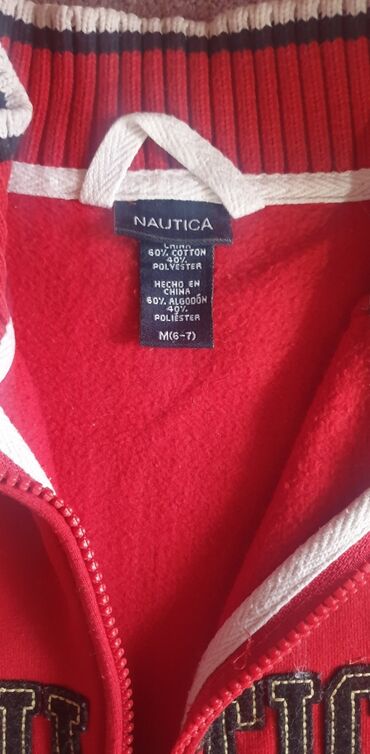 NAUTICA
CHINA
60% COTTON
40%
POLYESTER
HECHO EN
CHINA
60% ALGODÓN
40%
POLIÉSTER
M(6-7)